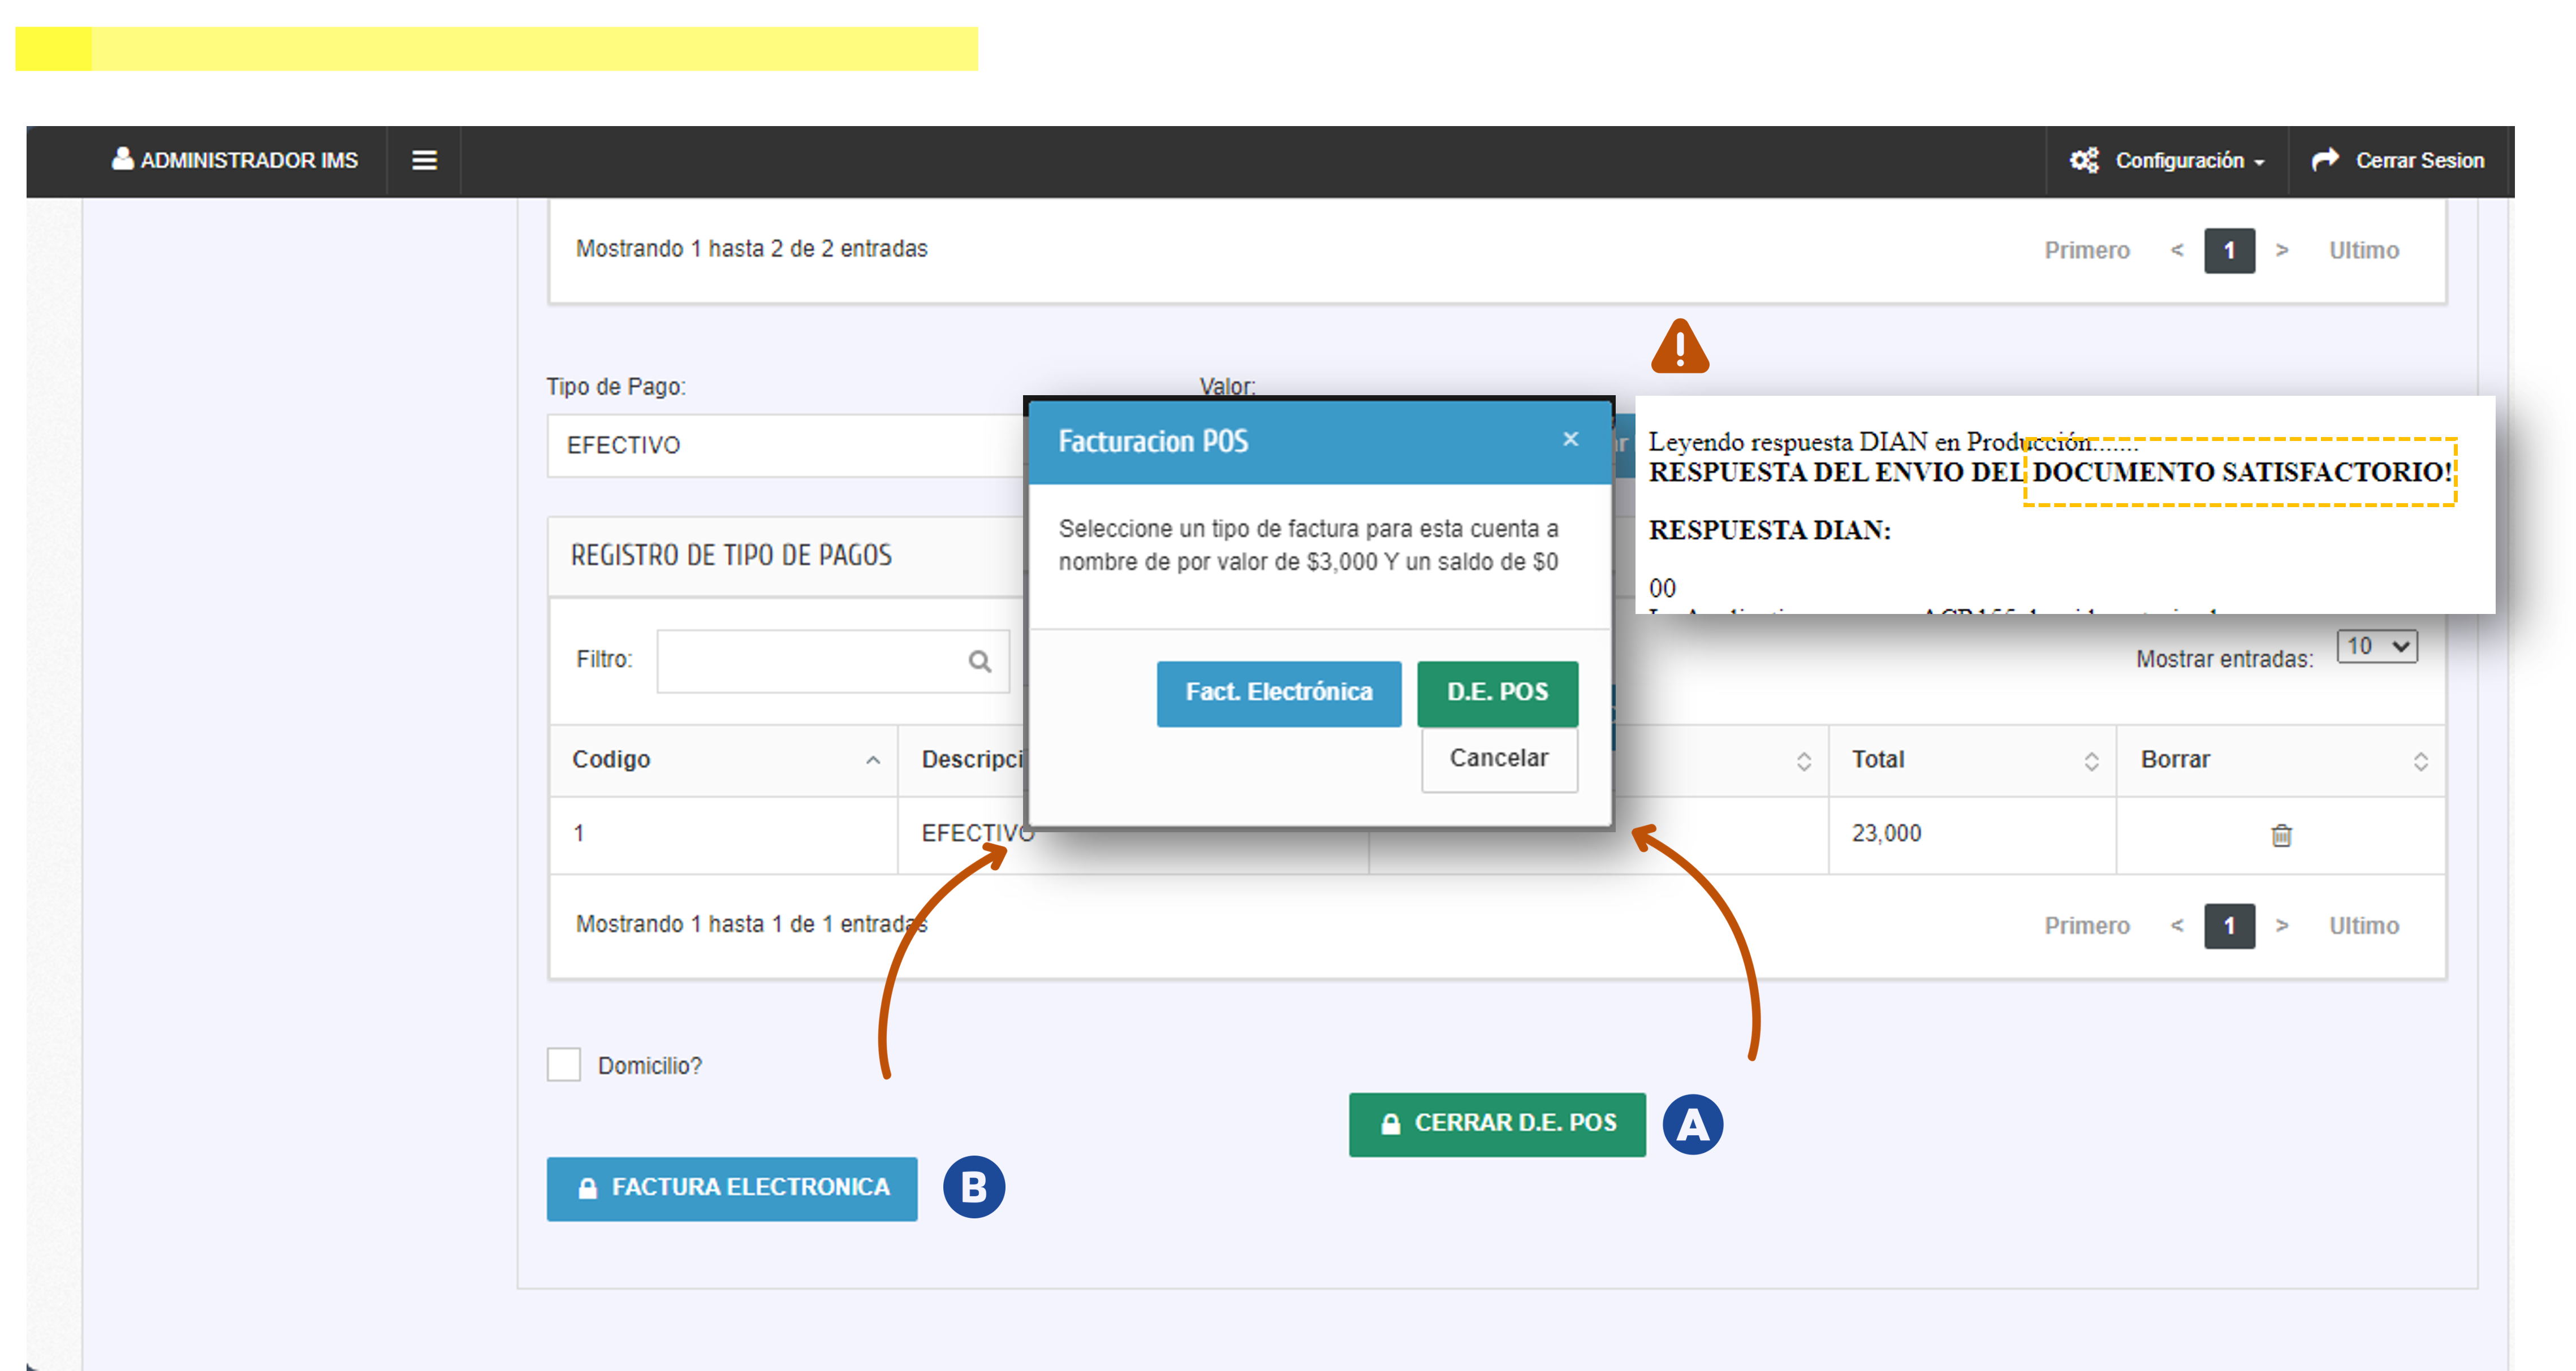 ADMINISTRADOR IMS
Configuración
Cerrar Sesion
Mostrando 1 hasta 2 de 2 entradas
Primero < 1 > Ultimo
Tipo de Pago:
Valor:
EFECTIVO
Facturacion POS ×
Seleccione un tipo de factura para esta cuenta a
nombre de por valor de $3,000 Y un saldo de $0
Fact. Electrónica
D.E. POS
Cancelar
Leyendo respuesta DIAN en Producción.......
RESPUESTA DEL ENVIO DEL DOCUMENTO SATISFACTORIO!
RESPUESTA DIAN:
00
REGISTRO DE TIPO DE PAGOS
Filtro:
Mostrar entradas: 10
Codigo
Descripci
Total
Borrar
1
EFECTIVO
23,000
Mostrando 1 hasta 1 de 1 entradas
Primero < 1 > Ultimo
Domicilio?
CERRAR D.E. POS
A
FACTURA ELECTRONICA
B